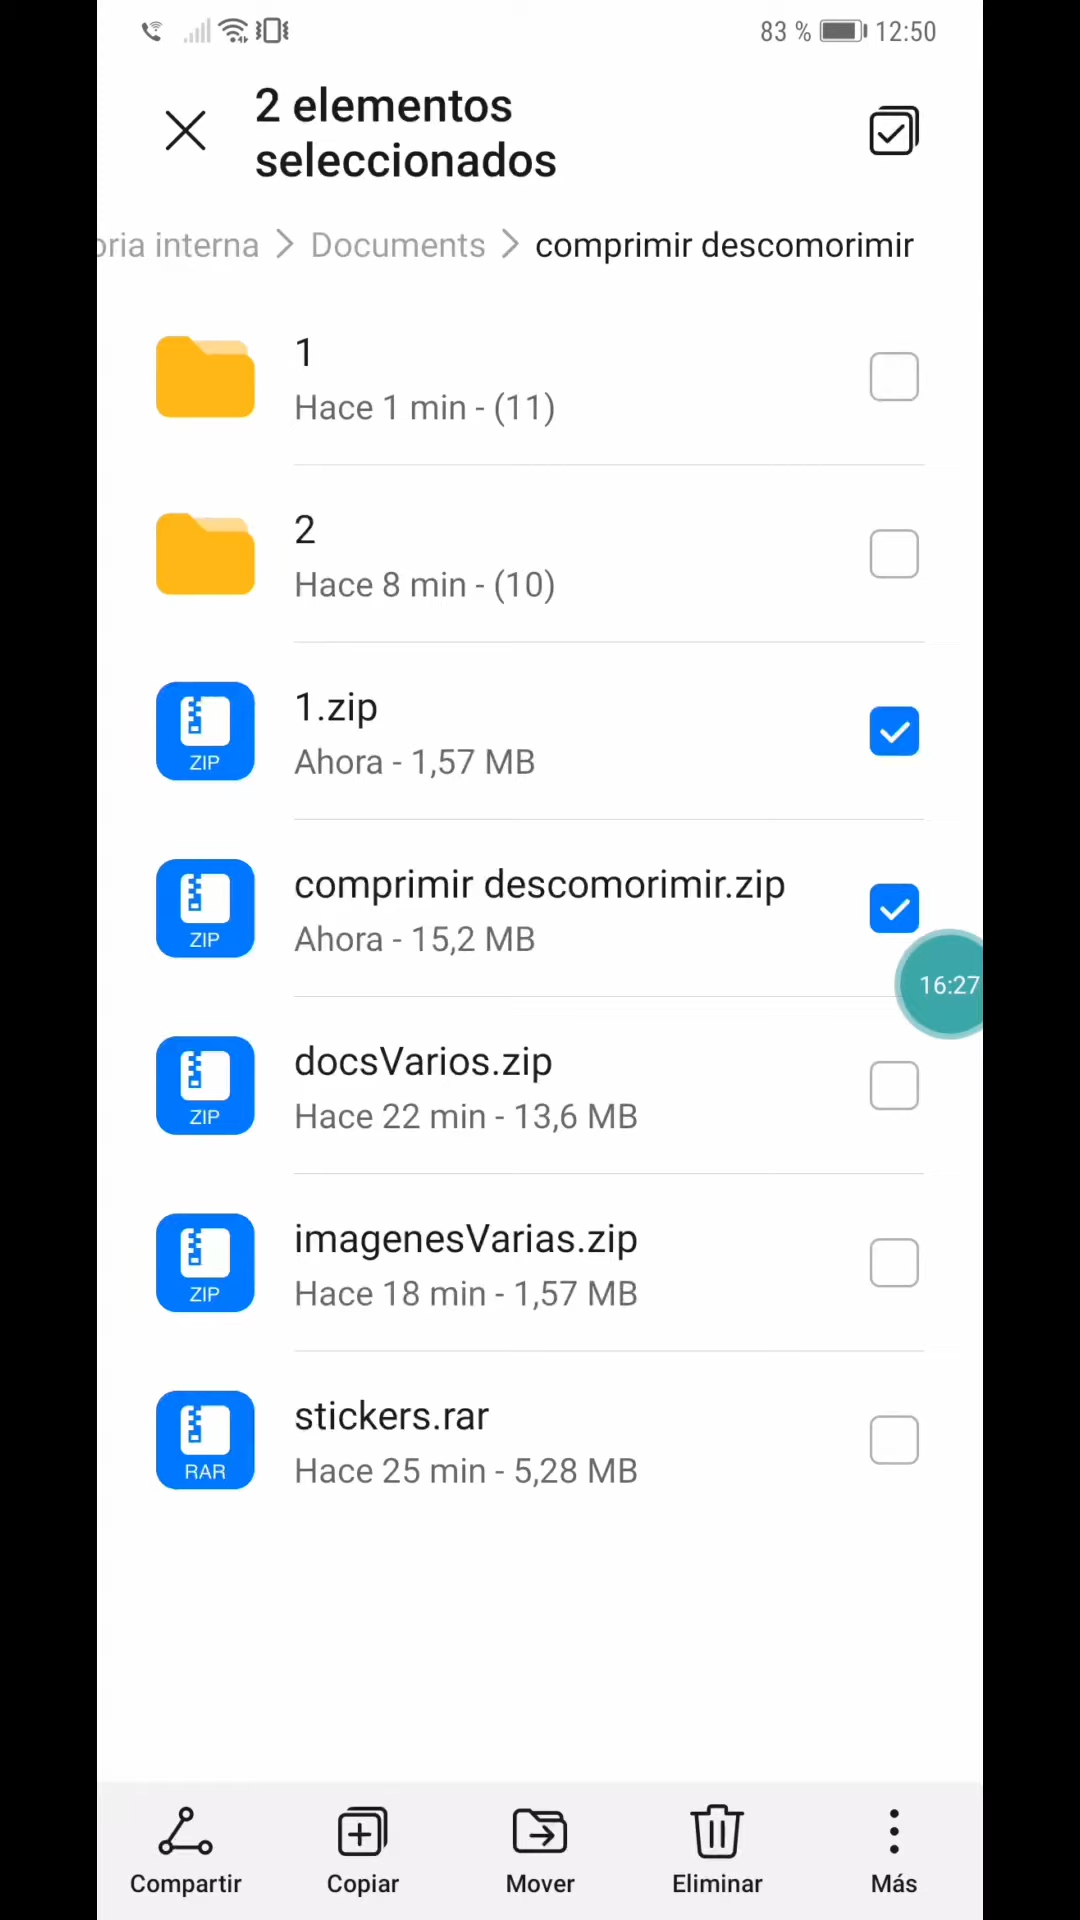 83 % 12:50
2 elementos
seleccionados
oria interna > Documents > comprimir descomorimir
1
Hace 1 min - (11)
2
Hace 8 min - (10)
1.zip
ZIP
Ahora - 1,57 MB
comprimir descomorimir.zip
ZIP
Ahora - 15,2 MB
16:27
docsVarios.zip
ZIP
Hace 22 min - 13,6 MB
imagenesVarias.zip
ZIP
Hace 18 min - 1,57 MB
stickers.rar
RAR
Hace 25 min - 5,28 MB
Compartir Copiar Mover Eliminar Más